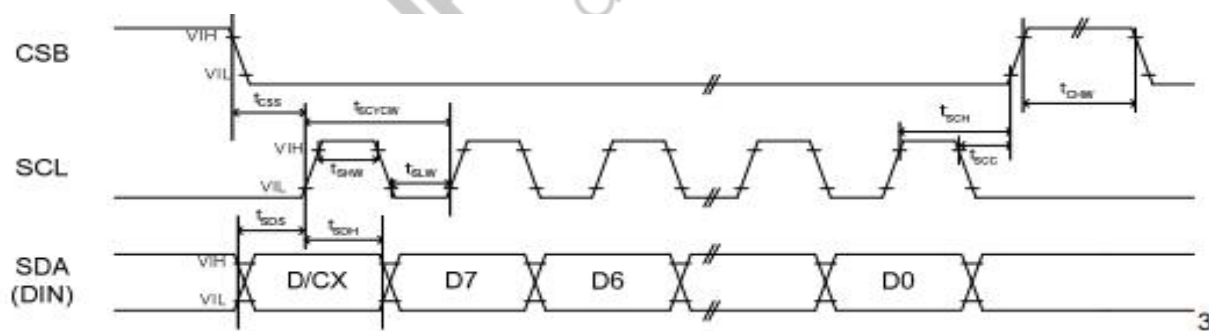 CSB
VIH
VIL
tCSS
tSCYCW
tSCH
tCHW
SCL
VIH
VIL
tSHW
tSLW
tSCC
tSDS
tSDH
SDA
(DIN)
VIH
VIL
D/CX
D7
D6
D0
3